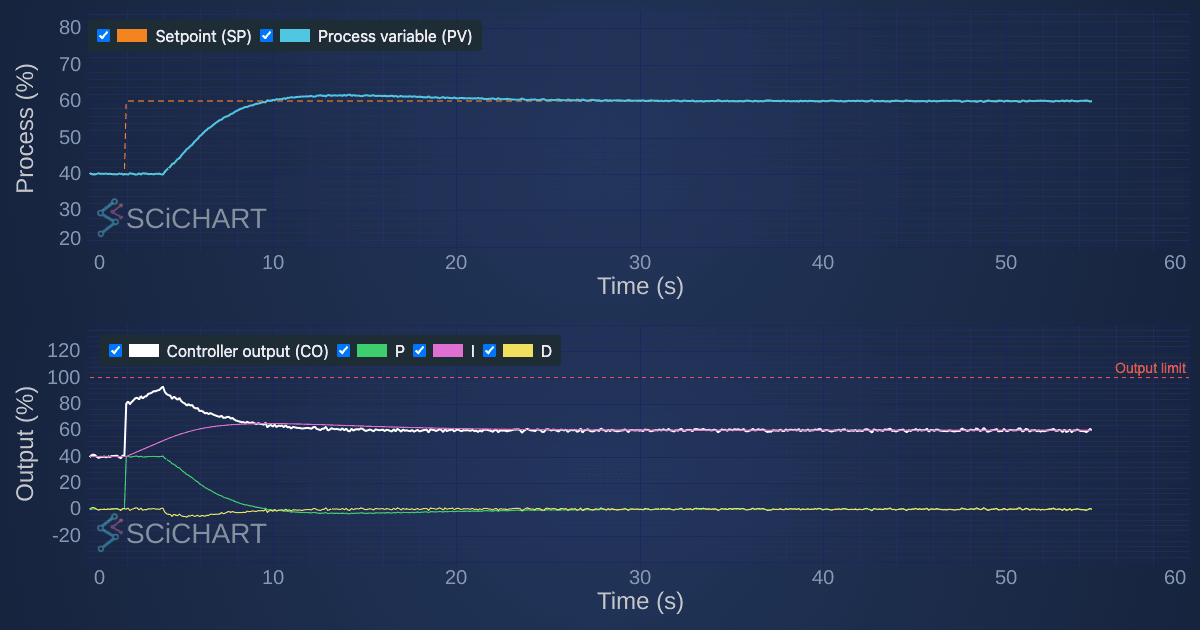 80
70
60
50
40
30
20
Process (%)
Setpoint (SP) Process variable (PV)
SCiCHART
0 10 20 30 40 50 60
Time (s)
120
100
80
60
40
20
0
-20
Output (%)
Controller output (CO) P I D
Output limit
SCiCHART
0 10 20 30 40 50 60
Time (s)